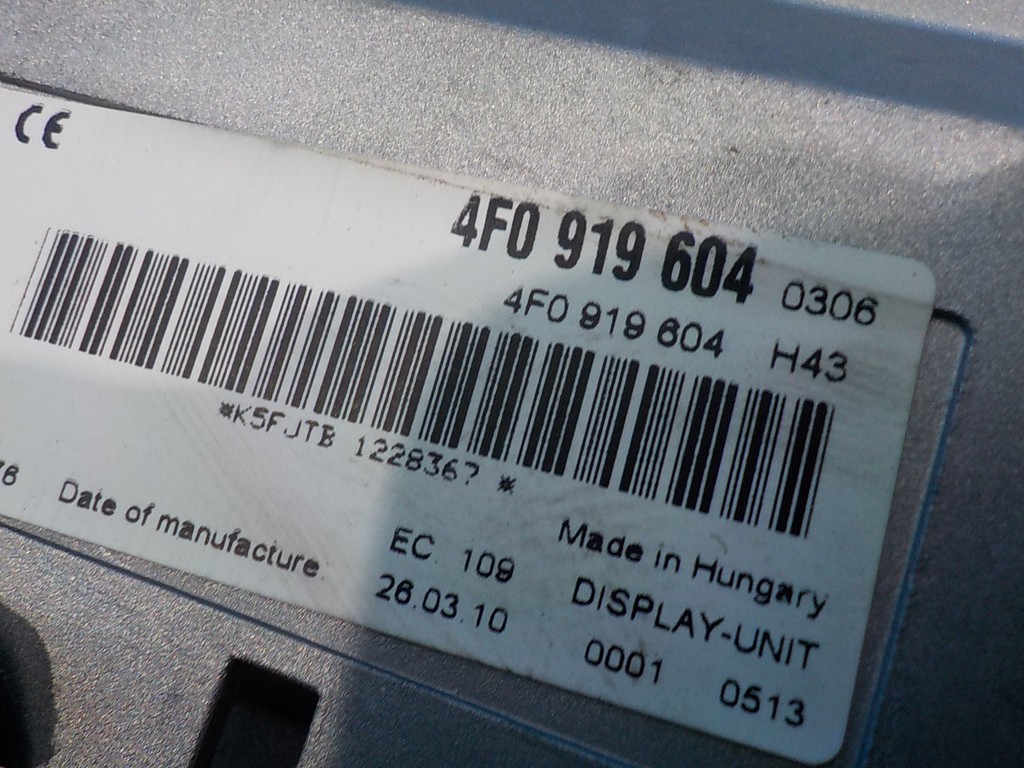 CE
4F0 919 604 0306
4F0 919 604 H43
*K5FJTB 1228367 *
76 Date of manufacture EC 109 Made in Hungary
26.03.10 DISPLAY-UNIT
0001 0513